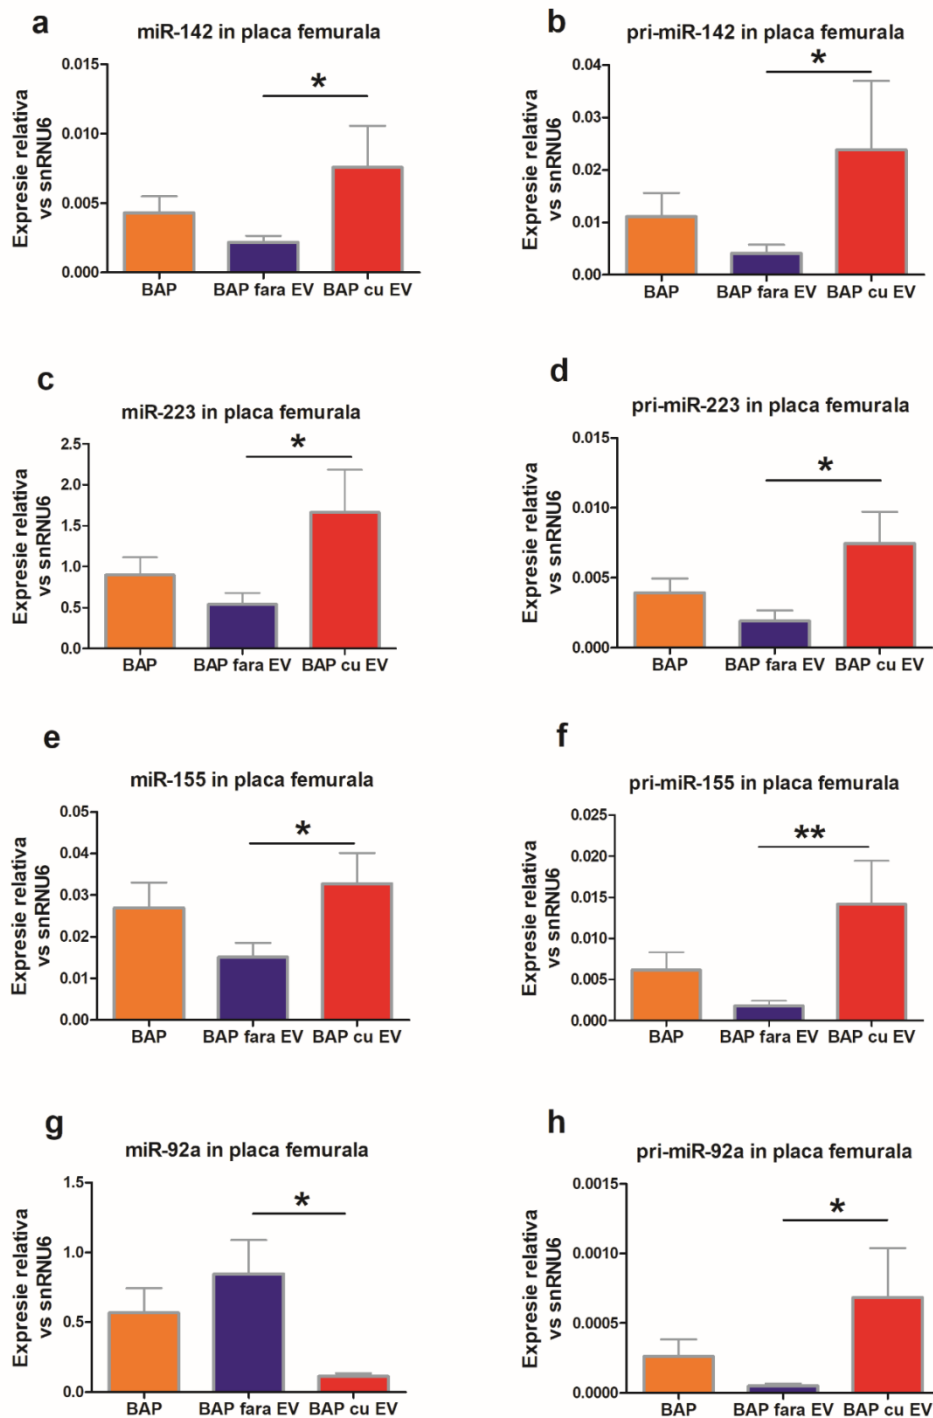 a
miR-142 in placa femurala
Expresie relativa
vs snRNU6
0.015
0.010
0.005
0.000
*
BAP
BAP fara EV
BAP cu EV
b
pri-miR-142 in placa femurala
Expresie relativa
vs snRNU6
0.04
0.03
0.02
0.01
0.00
*
BAP
BAP fara EV
BAP cu EV
c
miR-223 in placa femurala
Expresie relativa
vs snRNU6
2.5
2.0
1.5
1.0
0.5
0.0
*
BAP
BAP fara EV
BAP cu EV
d
pri-miR-223 in placa femurala
Expresie relativa
vs snRNU6
0.015
0.010
0.005
0.000
*
BAP
BAP fara EV
BAP cu EV
e
miR-155 in placa femurala
Expresie relativa
vs snRNU6
0.05
0.04
0.03
0.02
0.01
0.00
*
BAP
BAP fara EV
BAP cu EV
f
pri-miR-155 in placa femurala
Expresie relativa
vs snRNU6
0.025
0.020
0.015
0.010
0.005
0.000
**
BAP
BAP fara EV
BAP cu EV
g
miR-92a in placa femurala
Expresie relativa
vs snRNU6
1.5
1.0
0.5
0.0
*
BAP
BAP fara EV
BAP cu EV
h
pri-miR-92a in placa femurala
Expresie relativa
vs snRNU6
0.0015
0.0010
0.0005
0.0000
*
BAP
BAP fara EV
BAP cu EV